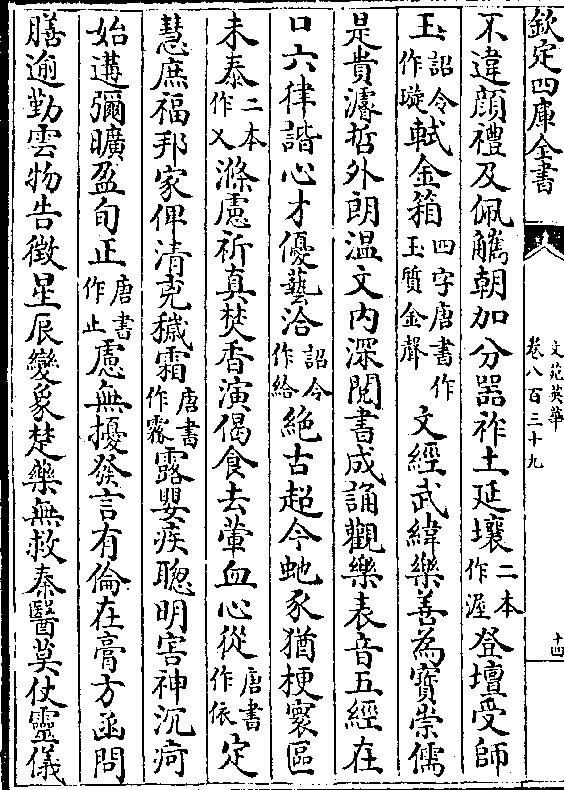 欽定四庫全書
文苑英華
卷八百三十九
十四
不違顔禮及佩觿朝加分器祚土延壤二本作渥登壇受師
玉詔令作璇軾金箱四字唐書作玉質金聲文經武緯樂善為寳崇儒
是貴濬哲外朗温文内深閲書成誦觀樂表音五經在
口六律諧心才優藝洽詔令作給絶古超今虵豕猶梗寰區
未泰二本作乂滌慮祈真焚香演偈食去葷血心從唐書作依定
慧庶福邦家俾清克穢霜唐書作霧露嬰疾聰明害神沉痾
始遘彌曠盈旬正唐書作止慮無擾發言有倫在膏方亟問
膳逾勤雲物告徵星辰變象楚藥無救秦醫莫仗靈儀